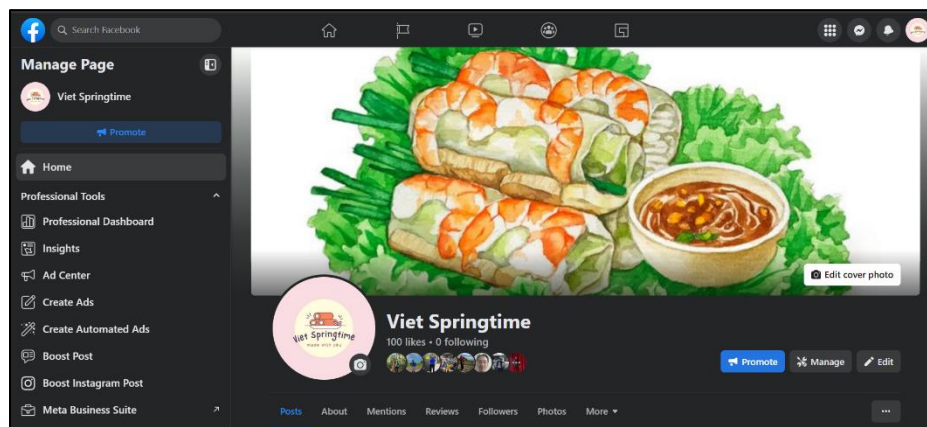 Search Facebook
Manage Page
Viet Springtime
Promote
Home
Professional Tools
Professional Dashboard
Insights
Ad Center
Create Ads
Create Automated Ads
Boost Post
Boost Instagram Post
Meta Business Suite
Edit cover photo
Viet Springtime
Viet Springtime
100 likes • 0 following
Promote
Manage
Edit
Posts
About
Mentions
Reviews
Followers
Photos
More